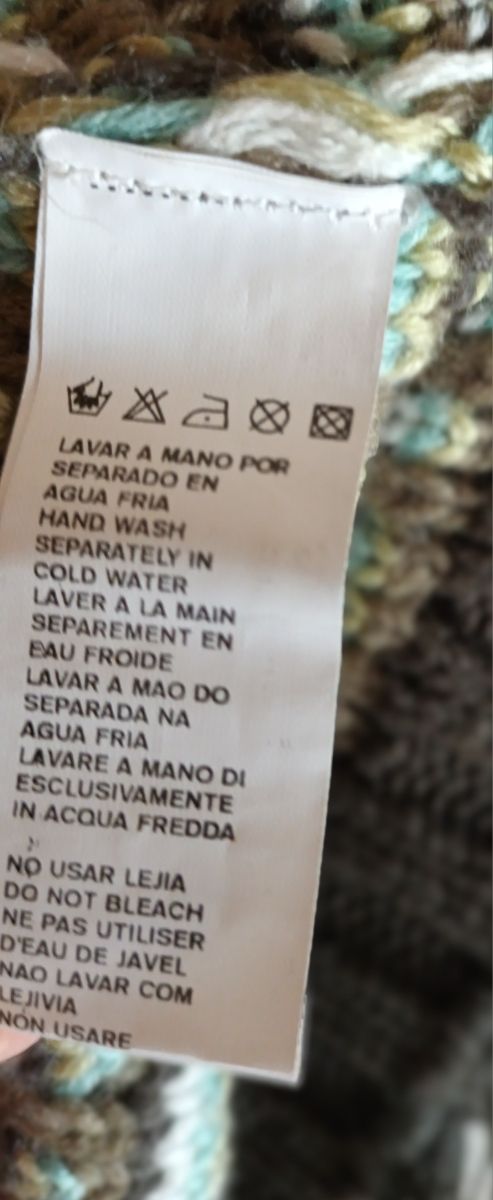 LAVAR A MANO POR
SEPARADO EN
AGUA FRIA
HAND WASH
SEPARATELY IN
COLD WATER
LAVER A LA MAIN
SEPAREMENT EN
EAU FROIDE
LAVAR A MAO DO
SEPARADA NA
AGUA FRIA
LAVARE A MANO DI
ESCLUSIVAMENTE
IN ACQUA FREDDA
NO USAR LEJIA
DO NOT BLEACH
NE PAS UTILISER
D'EAU DE JAVEL
NAO LAVAR COM
LEJIVIA
NON USARE